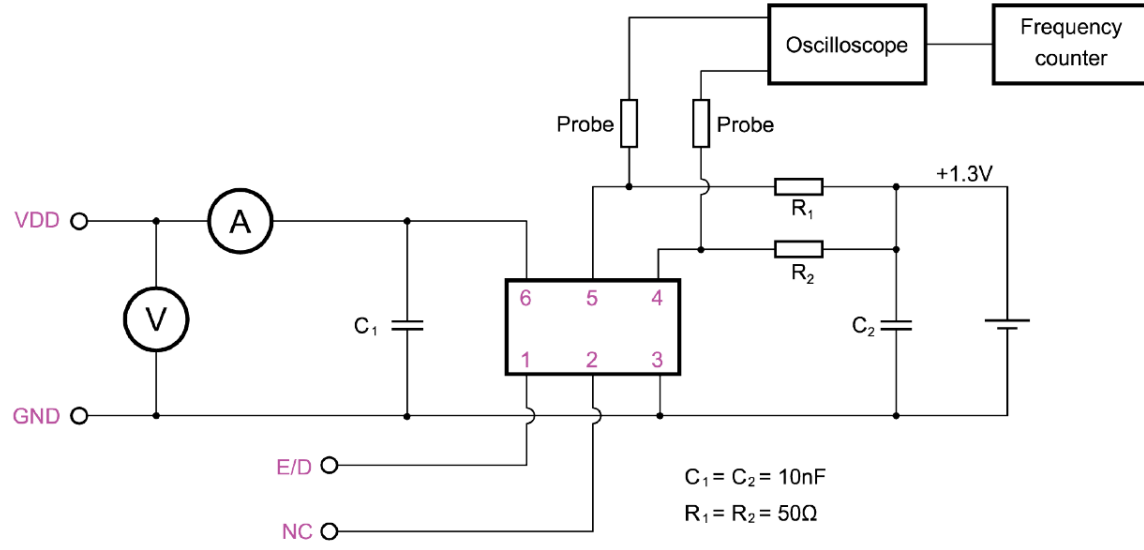 Oscilloscope
Frequency
counter
Probe
Probe
+1.3V
VDD
A
R₁
R₂
6
5
4
V
C₁
C₂
1
2
3
GND
E/D
C₁ = C₂ = 10nF
R₁ = R₂ = 50Ω
NC